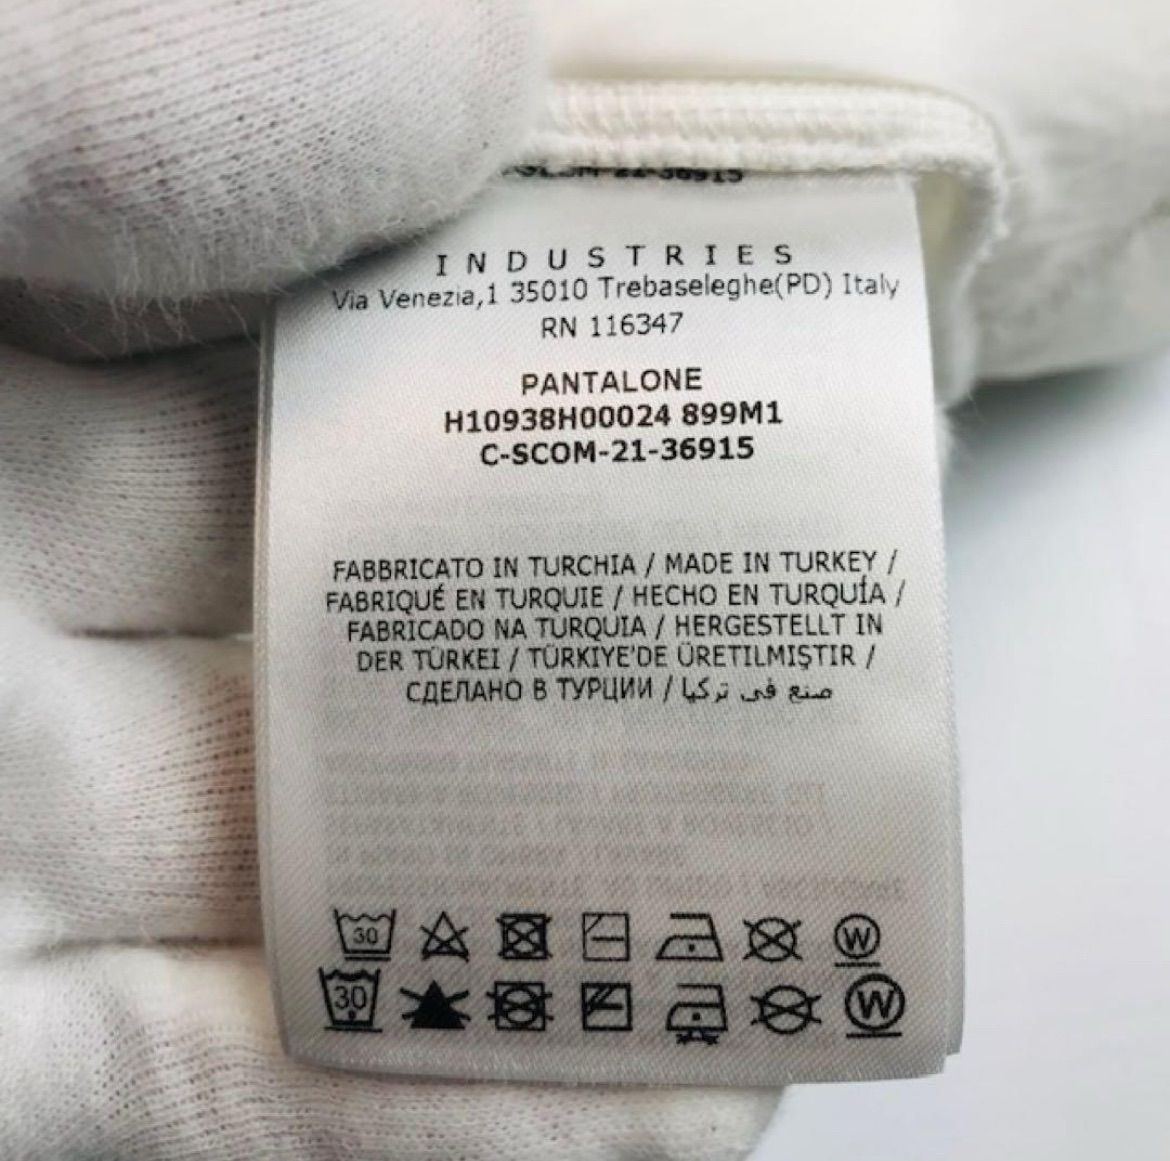 I N D U S T R I E S
Via Venezia,1 35010 Trebaseleghe(PD) Italy
RN 116347
PANTALONE
H10938H00024 899M1
C-SCOM-21-36915
FABBRICATO IN TURCHIA / MADE IN TURKEY /
FABRIQUÉ EN TURQUIE / HECHO EN TURQUÍA /
FABRICADO NA TURQUIA / HERGESTELLT IN
DER TÜRKEI / TÜRKIYE'DE ÜRETILMIŞTIR /
СДЕЛАНО В ТУРЦИИ / صنع في تركيا
30 W
30 W